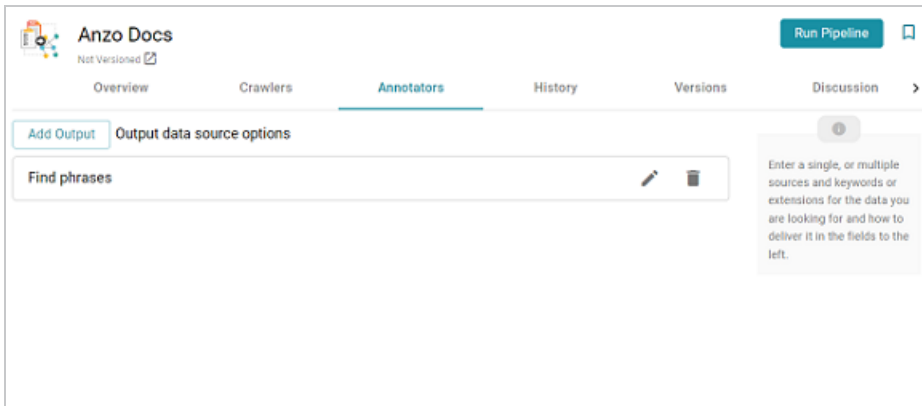 Anzo Docs
Run Pipeline
Not Versioned
Overview Crawlers Annotators History Versions Discussion
Add Output Output data source options
Find phrases
Enter a single, or multiple
sources and keywords or
extensions for the data you
are looking for and how to
deliver it in the fields to the
left.